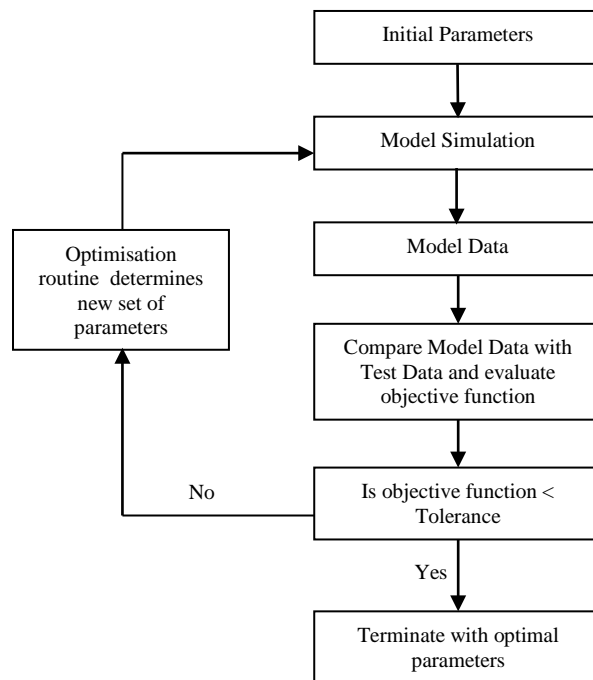 Initial Parameters
Model Simulation
Model Data
Optimisation
routine determines
new set of
parameters
Compare Model Data with
Test Data and evaluate
objective function
No
Is objective function <
Tolerance
Yes
Terminate with optimal
parameters